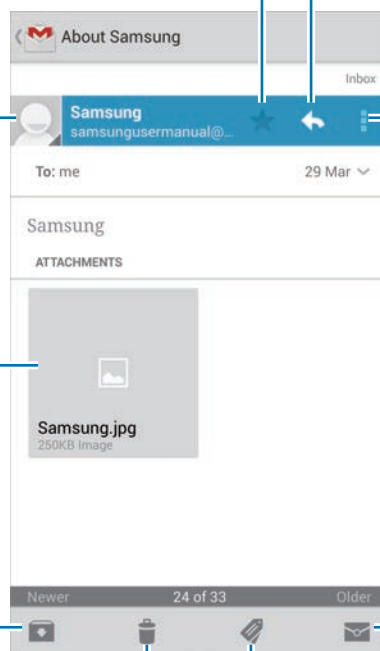 About Samsung
Inbox
Samsung
samsungusermanual@...
To: me 29 Mar
Samsung
ATTACHMENTS
Samsung.jpg
250KB Image
Newer 24 of 33 Older